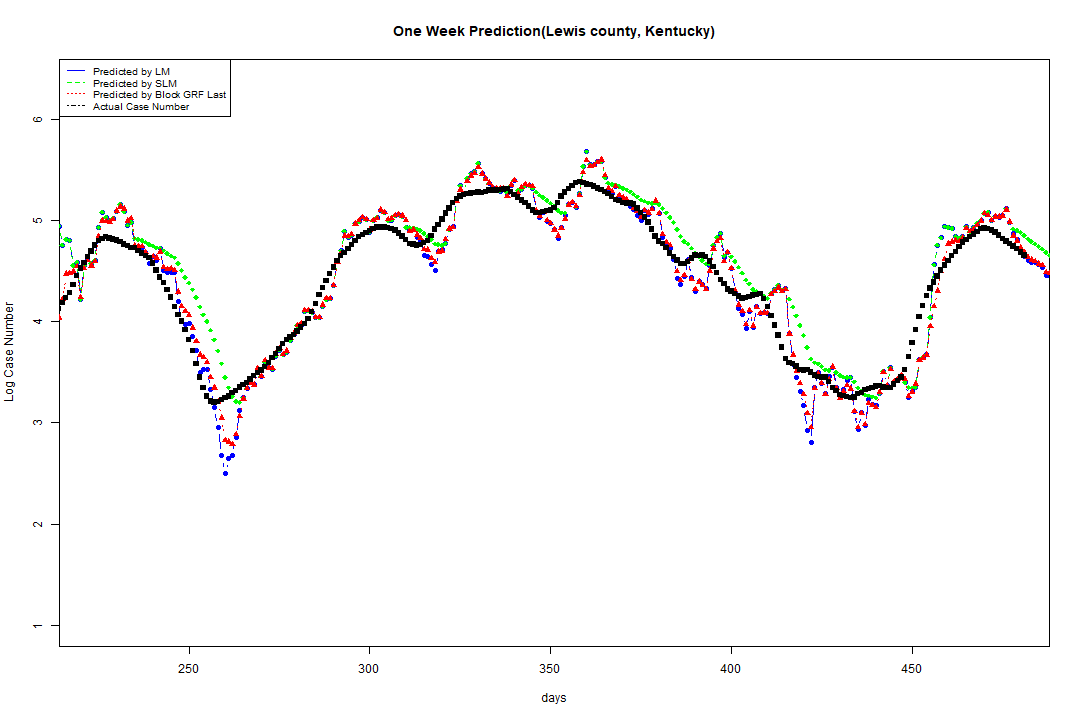 One Week Prediction(Lewis county, Kentucky)
Predicted by LM
Predicted by SLM
Predicted by Block GRF Last
Actual Case Number
6
5
4
3
2
1
Log Case Number
250
300
350
400
450
days